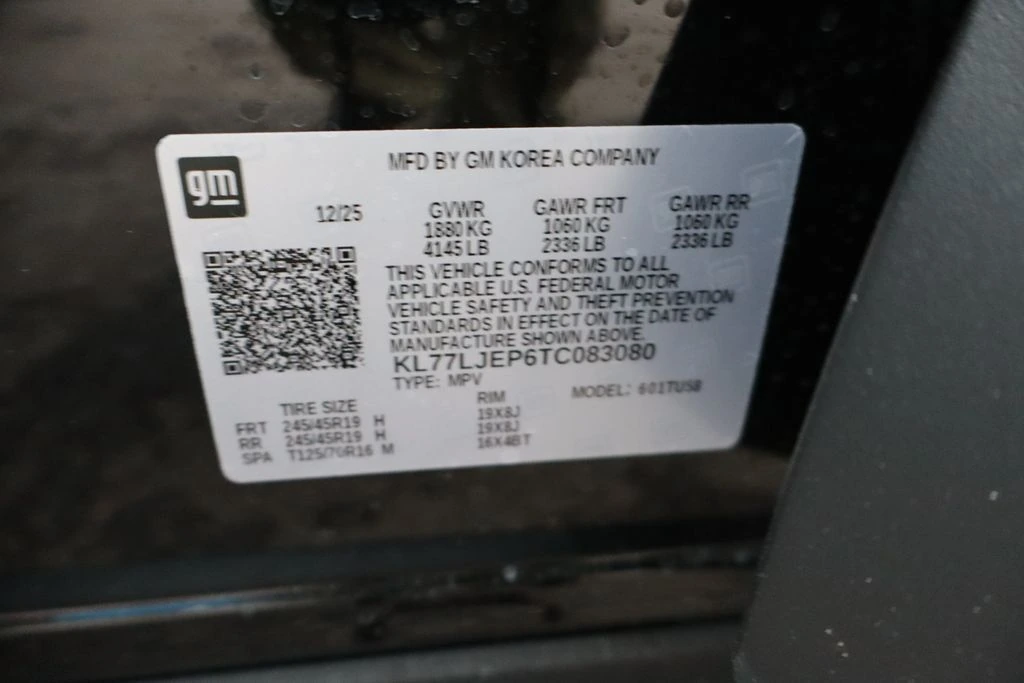 gm
MFD BY GM KOREA COMPANY
12/25
GVWR GAWR FRT GAWR RR
1880 KG 1060 KG 1060 KG
4145 LB 2336 LB 2336 LB
THIS VEHICLE CONFORMS TO ALL
APPLICABLE U.S. FEDERAL MOTOR
VEHICLE SAFETY AND THEFT PREVENTION
STANDARDS IN EFFECT ON THE DATE OF
MANUFACTURE SHOWN ABOVE.
KL77LJEP6TC083080
TYPE: MPV MODEL: 601TUSB
TIRE SIZE RIM
FRT 245/45R19 H 19X8J
RR 245/45R19 H 19X8J
SPA T125/70R16 M 16X4BT